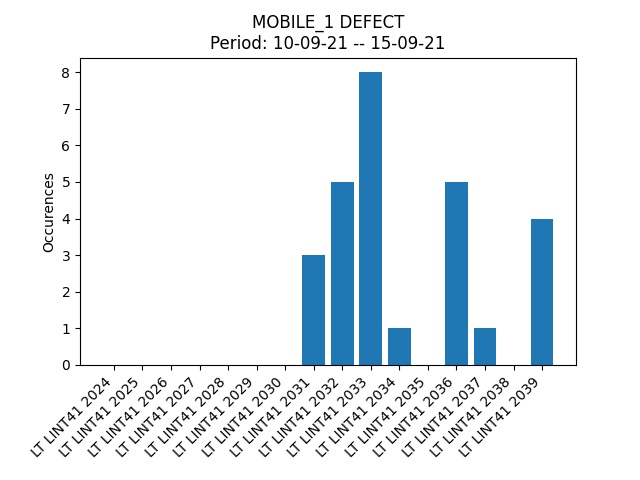 MOBILE_1 DEFECT
Period: 10-09-21 -- 15-09-21
8
7
6
5
4
3
2
1
0
Occurences
LT LINT41 2024
LT LINT41 2025
LT LINT41 2026
LT LINT41 2027
LT LINT41 2028
LT LINT41 2029
LT LINT41 2030
LT LINT41 2031
LT LINT41 2032
LT LINT41 2033
LT LINT41 2034
LT LINT41 2035
LT LINT41 2036
LT LINT41 2037
LT LINT41 2038
LT LINT41 2039